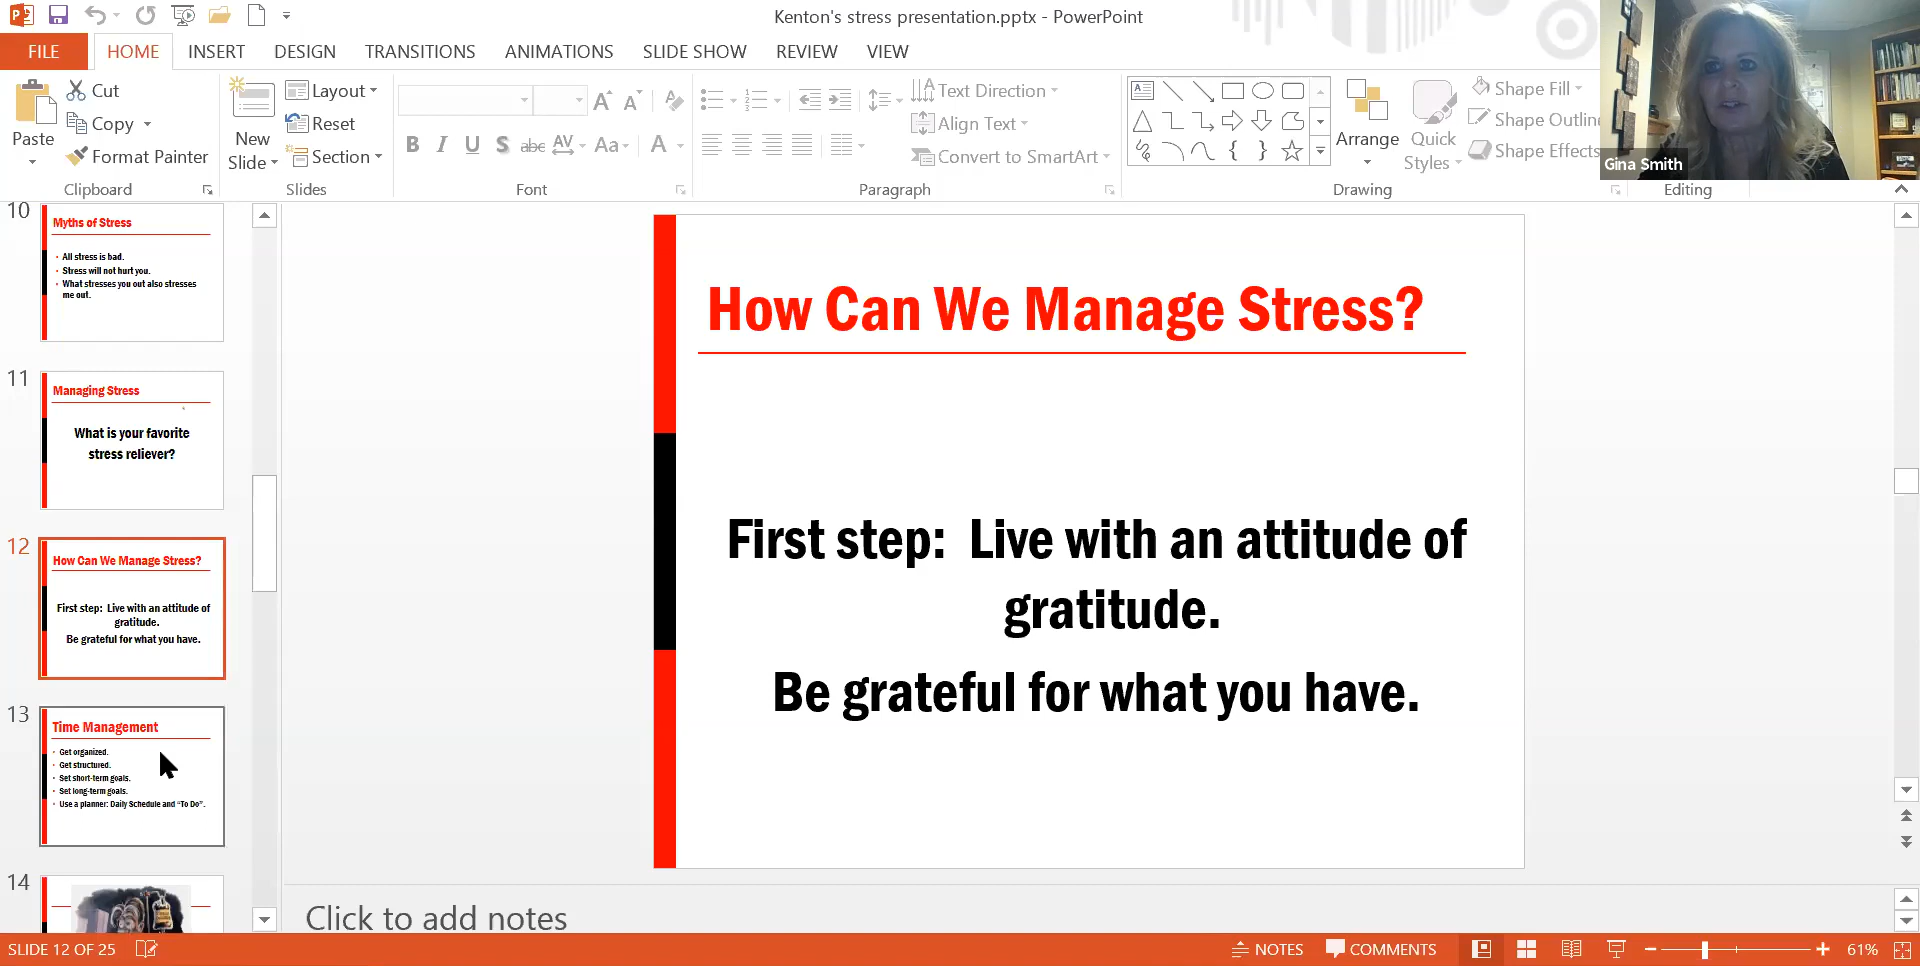 Kenton's stress presentation.pptx - PowerPoint
FILE HOME INSERT DESIGN TRANSITIONS ANIMATIONS SLIDE SHOW REVIEW VIEW
Paste
Cut
Copy
Format Painter
Clipboard
New
Slide
Layout
Reset
Section
Slides
B I U S abc AV Aa A
Font
Text Direction
Align Text
Convert to SmartArt
Paragraph
Arrange
Quick
Styles
Shape Fill
Shape Outlin
Shape Effects
Drawing
Editing
Gina Smith
10
Myths of Stress
• All stress is bad.
• Stress will not hurt you.
• What stresses you out also stresses
me out.
11
Managing Stress
What is your favorite
stress reliever?
12
How Can We Manage Stress?
First step:  Live with an attitude of
gratitude.
Be grateful for what you have.
13
Time Management
• Get organized.
• Get structured.
• Set short-term goals.
• Set long-term goals.
• Use a planner: Daily Schedule and “To Do”.
14
How Can We Manage Stress?
First step:  Live with an attitude of
gratitude.
Be grateful for what you have.
Click to add notes
SLIDE 12 OF 25
NOTES
COMMENTS
61%